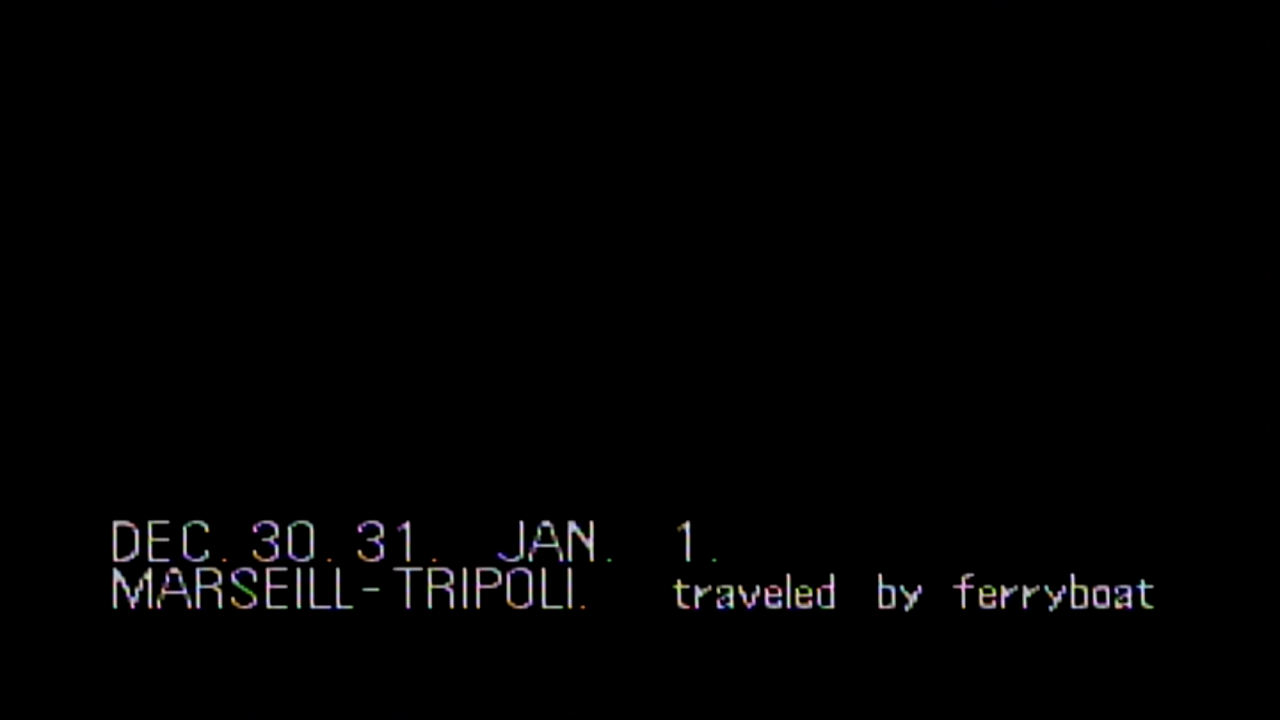 DEC. 30. 31. JAN. 1.
MARSEILL-TRIPOLI. traveled by ferryboat